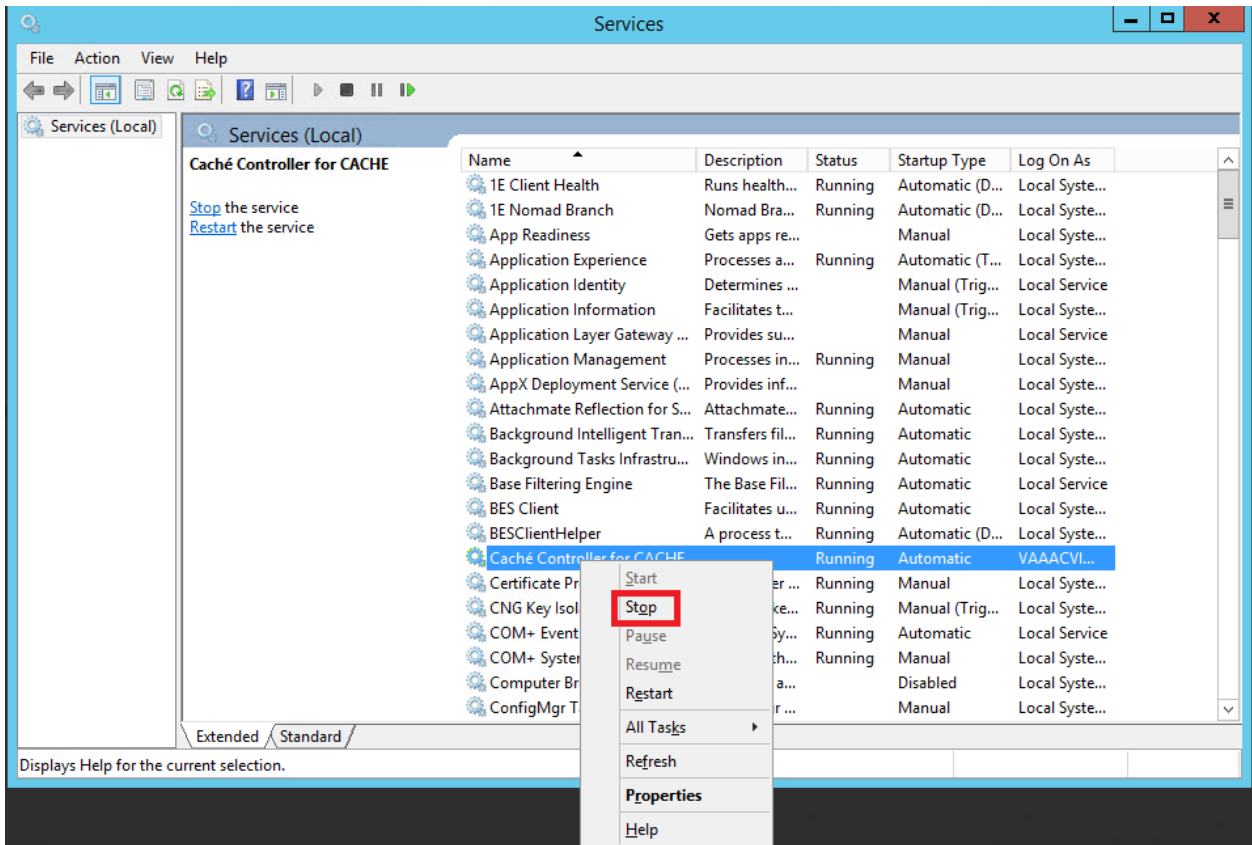 Services
File Action View Help
Services (Local)
Services (Local)
Caché Controller for CACHE
Stop the service
Restart the service
Name Description Status Startup Type Log On As
1E Client Health Runs health... Running Automatic (D... Local Syste...
1E Nomad Branch Nomad Bra... Running Automatic (D... Local Syste...
App Readiness Gets apps re... Manual Local Syste...
Application Experience Processes a... Running Automatic (T... Local Syste...
Application Identity Determines ... Manual (Trig... Local Service
Application Information Facilitates t... Manual (Trig... Local Syste...
Application Layer Gateway ... Provides su... Manual Local Service
Application Management Processes in... Running Manual Local Syste...
AppX Deployment Service (... Provides inf... Manual Local Syste...
Attachmate Reflection for S... Attachmate... Running Automatic Local Syste...
Background Intelligent Tran... Transfers fil... Running Automatic Local Syste...
Background Tasks Infrastru... Windows in... Running Automatic Local Syste...
Base Filtering Engine The Base Fil... Running Automatic Local Service
BES Client Facilitates u... Running Automatic Local Syste...
BESClientHelper A process t... Running Automatic (D... Local Syste...
Caché Controller for CACHE Running Automatic VAAACVI...
Certificate Pr er ... Running Manual Local Syste...
CNG Key Isol ke... Running Manual (Trig... Local Syste...
COM+ Event Sy... Running Automatic Local Service
COM+ Syster th... Running Manual Local Syste...
Computer Br a... Disabled Local Syste...
ConfigMgr T r ... Manual Local Syste...
Start
Stop
Pause
Resume
Restart
All Tasks
Refresh
Properties
Help
Extended Standard
Displays Help for the current selection.